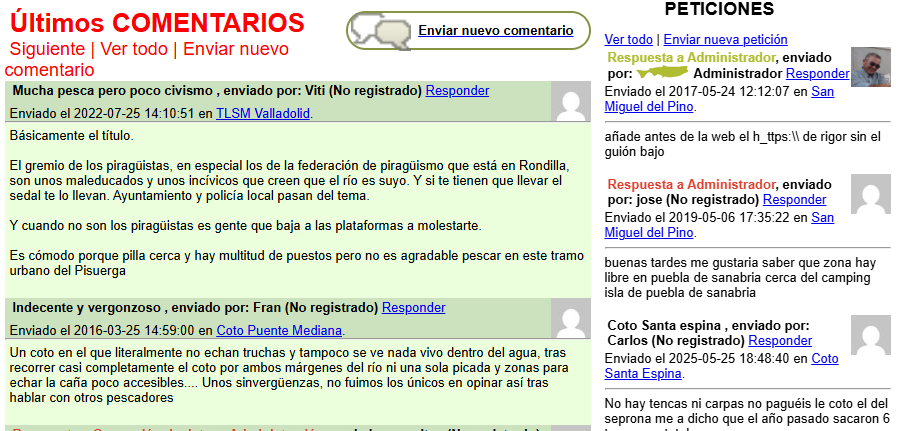 Últimos COMENTARIOS
Siguiente | Ver todo | Enviar nuevo
comentario
Enviar nuevo comentario
Mucha pesca pero poco civismo , enviado por: Viti (No registrado) Responder
Enviado el 2022-07-25 14:10:51 en TLSM Valladolid.
Básicamente el título.
El gremio de los piragüistas, en especial los de la federación de piragüismo que está en Rondilla,
son unos maleducados y unos incívicos que creen que el río es suyo. Y si te tienen que llevar el
sedal te lo llevan. Ayuntamiento y policía local pasan del tema.
Y cuando no son los piragüistas es gente que baja a las plataformas a molestarte.
Es cómodo porque pilla cerca y hay multitud de puestos pero no es agradable pescar en este tramo
urbano del Pisuerga
Indecente y vergonzoso , enviado por: Fran (No registrado) Responder
Enviado el 2016-03-25 14:59:00 en Coto Puente Mediana.
Un coto en el que literalmente no echan truchas y tampoco se ve nada vivo dentro del agua, tras
recorrer casi completamente el coto por ambos márgenes del río ni una sola picada y zonas para
echar la caña poco accesibles.... Unos sinvergüenzas, no fuimos los únicos en opinar así tras
hablar con otros pescadores
PETICIONES
Ver todo | Enviar nueva petición
Respuesta a Administrador, enviado
por: Administrador Responder
Enviado el 2017-05-24 12:12:07 en San
Miguel del Pino.
añade antes de la web el h_ttps:\\ de rigor sin el
guión bajo
Respuesta a Administrador, enviado
por: jose (No registrado) Responder
Enviado el 2019-05-06 17:35:22 en San
Miguel del Pino.
buenas tardes me gustaria saber que zona hay
libre en puebla de sanabria cerca del camping
isla de puebla de sanabria
Coto Santa espina , enviado por:
Carlos (No registrado) Responder
Enviado el 2025-05-25 18:48:40 en Coto
Santa Espina.
No hay tencas ni carpas no paguéis le coto el del
seprona me a dicho que el año pasado sacaron 6